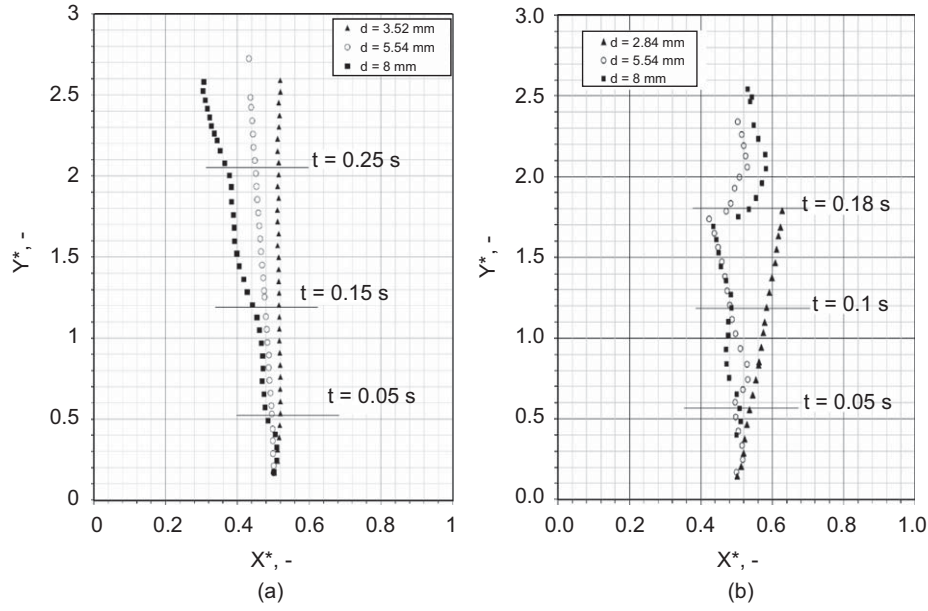 3
2.5
2
1.5
1
0.5
0
0
0.2
0.4
0.6
0.8
1
Y*, -
X*, -
d = 3.52 mm
d = 5.54 mm
d = 8 mm
t = 0.25 s
t = 0.15 s
t = 0.05 s
(a)
3.0
2.5
2.0
1.5
1.0
0.5
0.0
0.0
0.2
0.4
0.6
0.8
1.0
Y*, -
X*, -
d = 2.84 mm
d = 5.54 mm
d = 8 mm
t = 0.18 s
t = 0.1 s
t = 0.05 s
(b)